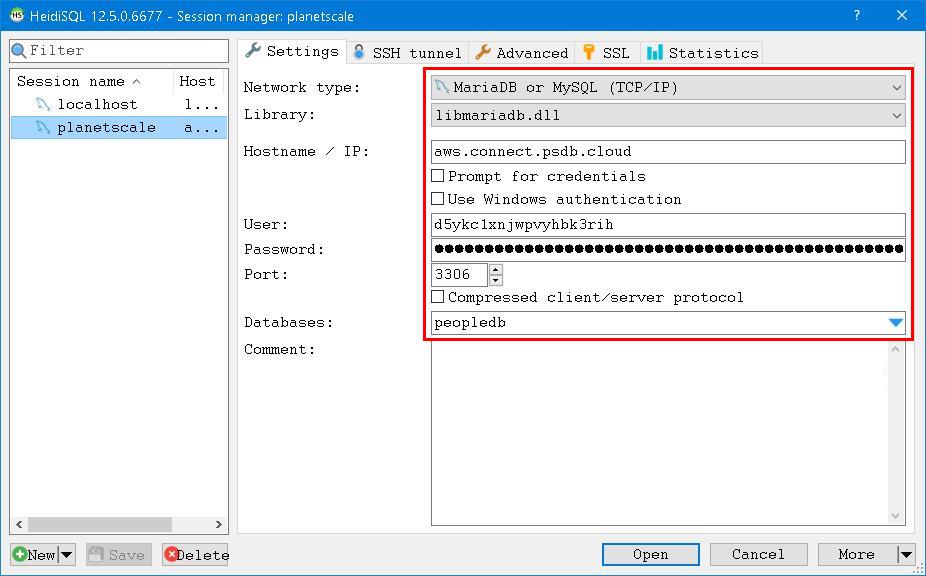 HeidiSQL 12.5.0.6677 - Session manager: planetscale
Filter
Session name Host
localhost l...
planetscale a...
New
Save
Delete
Settings SSH tunnel Advanced SSL Statistics
Network type: MariaDB or MySQL (TCP/IP)
Library: libmariadb.dll
Hostname / IP: aws.connect.psdb.cloud
Prompt for credentials
Use Windows authentication
User: d5ykc1xnjwpvyhbk3rih
Password: ●●●●●●●●●●●●●●●●●●●●●●●●●●●●●●●●●●●●●●●●●●●●●●●
Port: 3306
Compressed client/server protocol
Databases: peopledb
Comment:
Open Cancel More